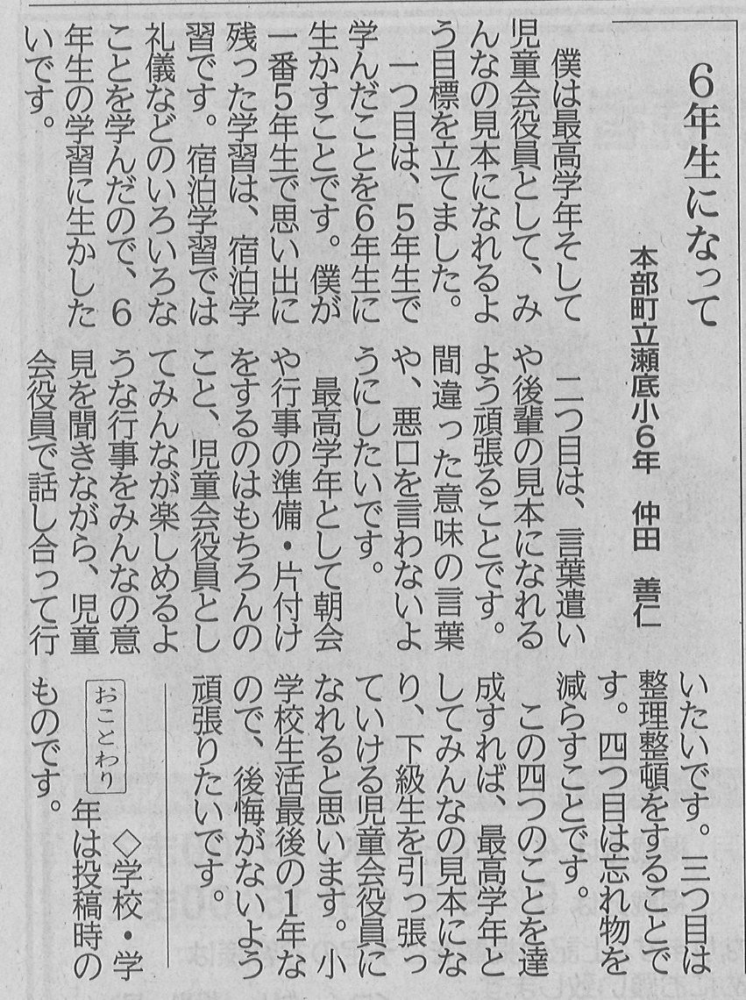 6年生になって
本部町立瀬底小6年 仲田 善仁
僕は最高学年そして
児童会役員として、み
んなの見本になれるよ
う目標を立てました。
一つ目は、5年生で
学んだことを6年生に
生かすことです。僕が
一番5年生で思い出に
残った学習は、宿泊学
習です。宿泊学習では
礼儀などのいろいろな
ことを学んだので、6
年生の学習に生かした
いです。
二つ目は、言葉遣い
や後輩の見本になれる
よう頑張ることです。
間違った意味の言葉
や、悪口を言わないよ
うにしたいです。
最高学年として朝会
や行事の準備・片付け
をするのはもちろんの
こと、児童会役員とし
てみんなが楽しめるよ
うな行事をみんなの意
見を聞きながら、児童
会役員で話し合って行
いたいです。三つ目は
整理整頓をすることで
す。四つ目は忘れ物を
減らすことです。
この四つのことを達
成すれば、最高学年と
してみんなの見本にな
り、下級生を引っ張っ
ていける児童会役員に
なれると思います。小
学校生活最後の1年な
ので、後悔がないよう
頑張りたいです。
おことわり ◇学校・学
年は投稿時の
ものです。